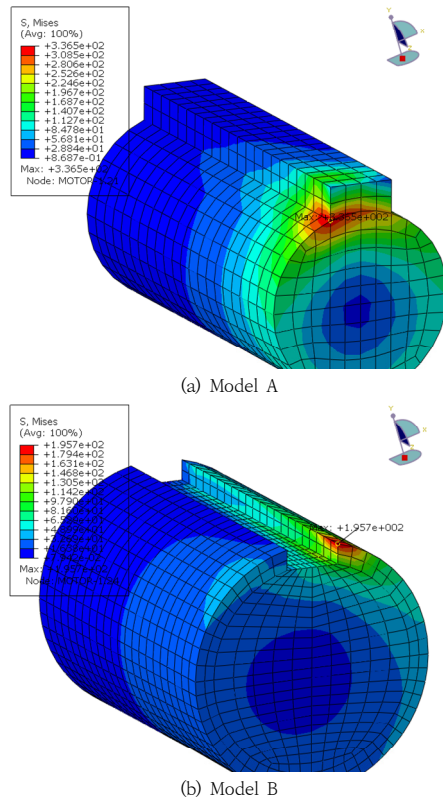 S, Mises
(Avg: 100%)
+3.365e+02
+3.085e+02
+2.806e+02
+2.526e+02
+2.246e+02
+1.967e+02
+1.687e+02
+1.407e+02
+1.127e+02
+8.478e+01
+5.681e+01
+2.884e+01
+8.687e-01
Max: +3.365e+02
Node: MOTOR
Y
X
Z
Max:
(a) Model A
S, Mises
(Avg: 100%)
+1.957e+02
+1.794e+02
+1.631e+02
+1.468e+02
+1.305e+02
+1.142e+02
Y
X
Z
Max: +1.957e+002
Node:
(b) Model B